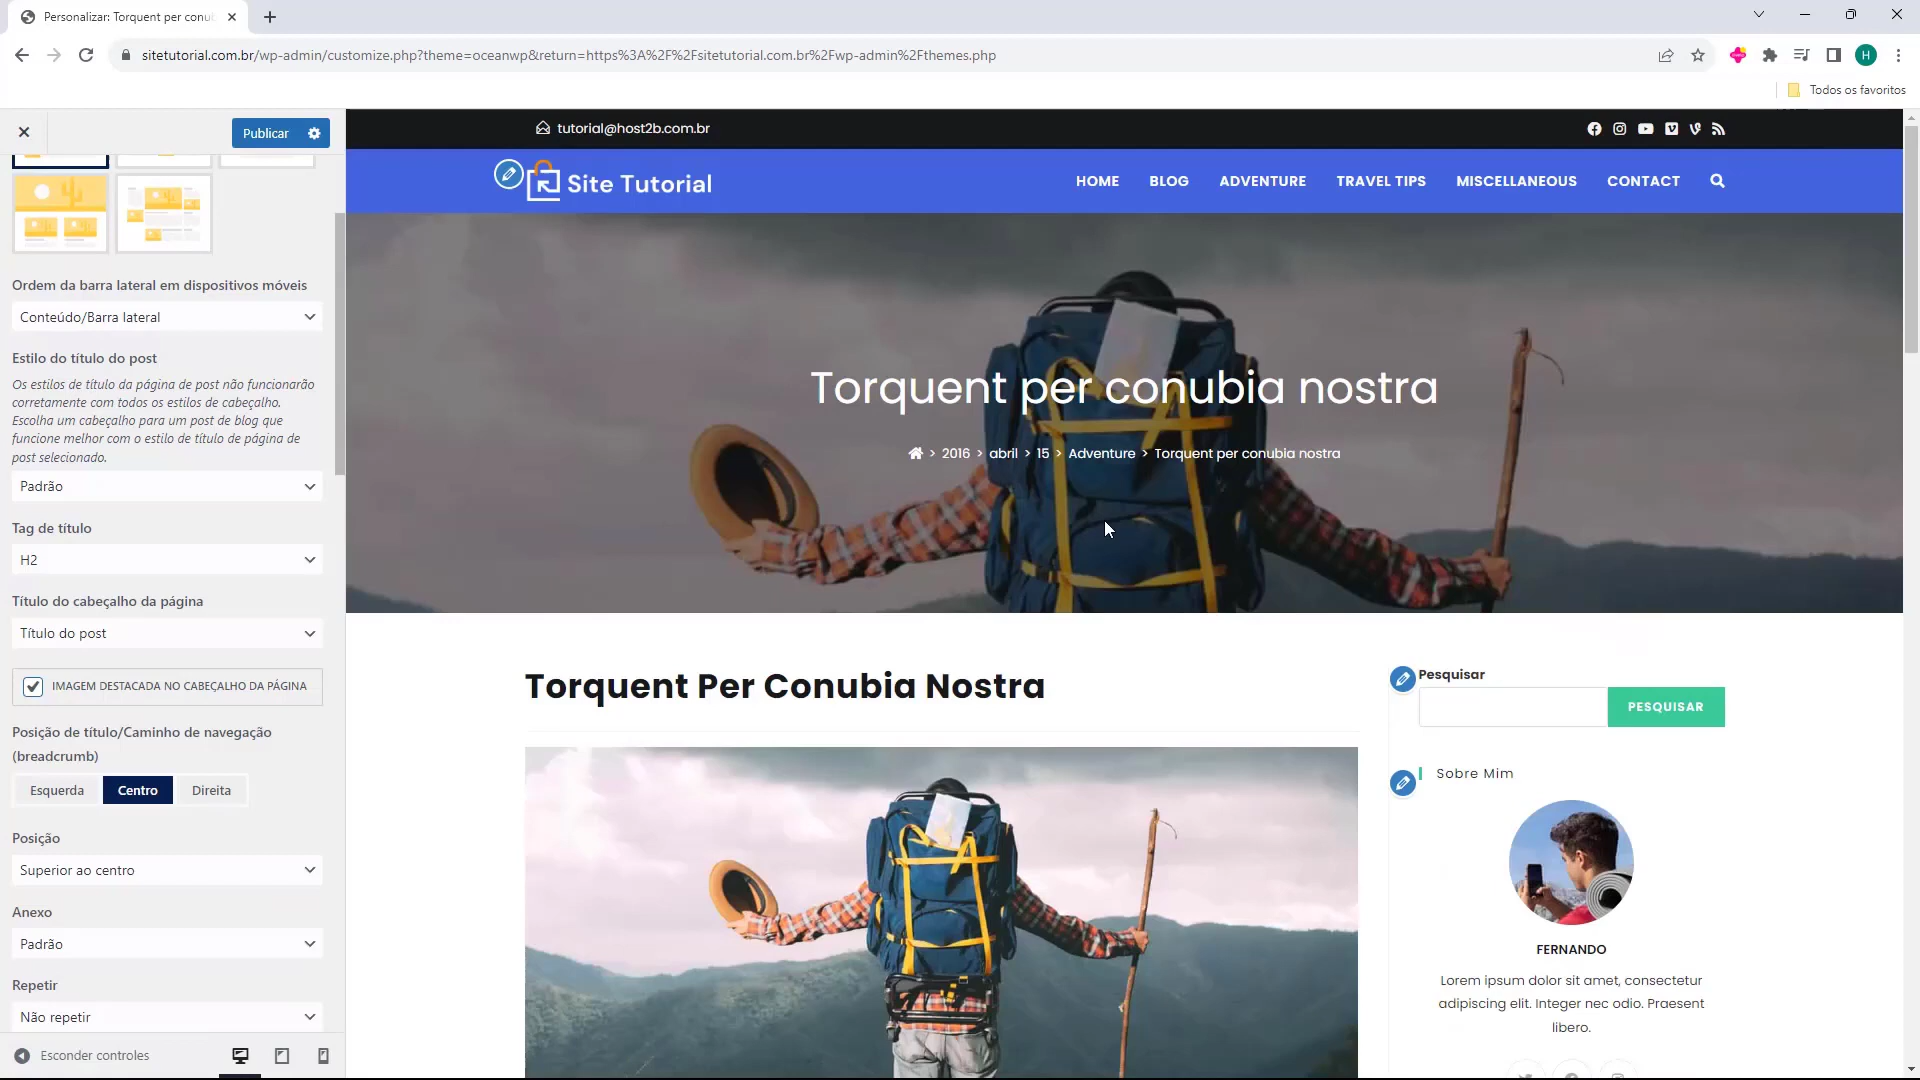 Personalizar: Torquent per conub
sitetutorial.com.br/wp-admin/customize.php?theme=oceanwp&return=https%3A%2F%2Fsitetutorial.com.br%2Fwp-admin%2Fthemes.php
H
Todos os favoritos
Publicar
Ordem da barra lateral em dispositivos móveis
Conteúdo/Barra lateral
Estilo do título do post
Os estilos de título da página de post não funcionarão
corretamente com todos os estilos de cabeçalho.
Escolha um cabeçalho para um post de blog que
funcione melhor com o estilo de título de página de
post selecionado.
Padrão
Tag de título
H2
Título do cabeçalho da página
Título do post
IMAGEM DESTACADA NO CABEÇALHO DA PÁGINA
Posição de título/Caminho de navegação
(breadcrumb)
Esquerda Centro Direita
Posição
Superior ao centro
Anexo
Padrão
Repetir
Não repetir
Esconder controles
tutorial@host2b.com.br
Site Tutorial
HOME BLOG ADVENTURE TRAVEL TIPS MISCELLANEOUS CONTACT
Torquent per conubia nostra
> 2016 > abril > 15 > Adventure > Torquent per conubia nostra
Torquent Per Conubia Nostra
Pesquisar
PESQUISAR
Sobre Mim
FERNANDO
Lorem ipsum dolor sit amet, consectetur
adipiscing elit. Integer nec odio. Praesent
libero.